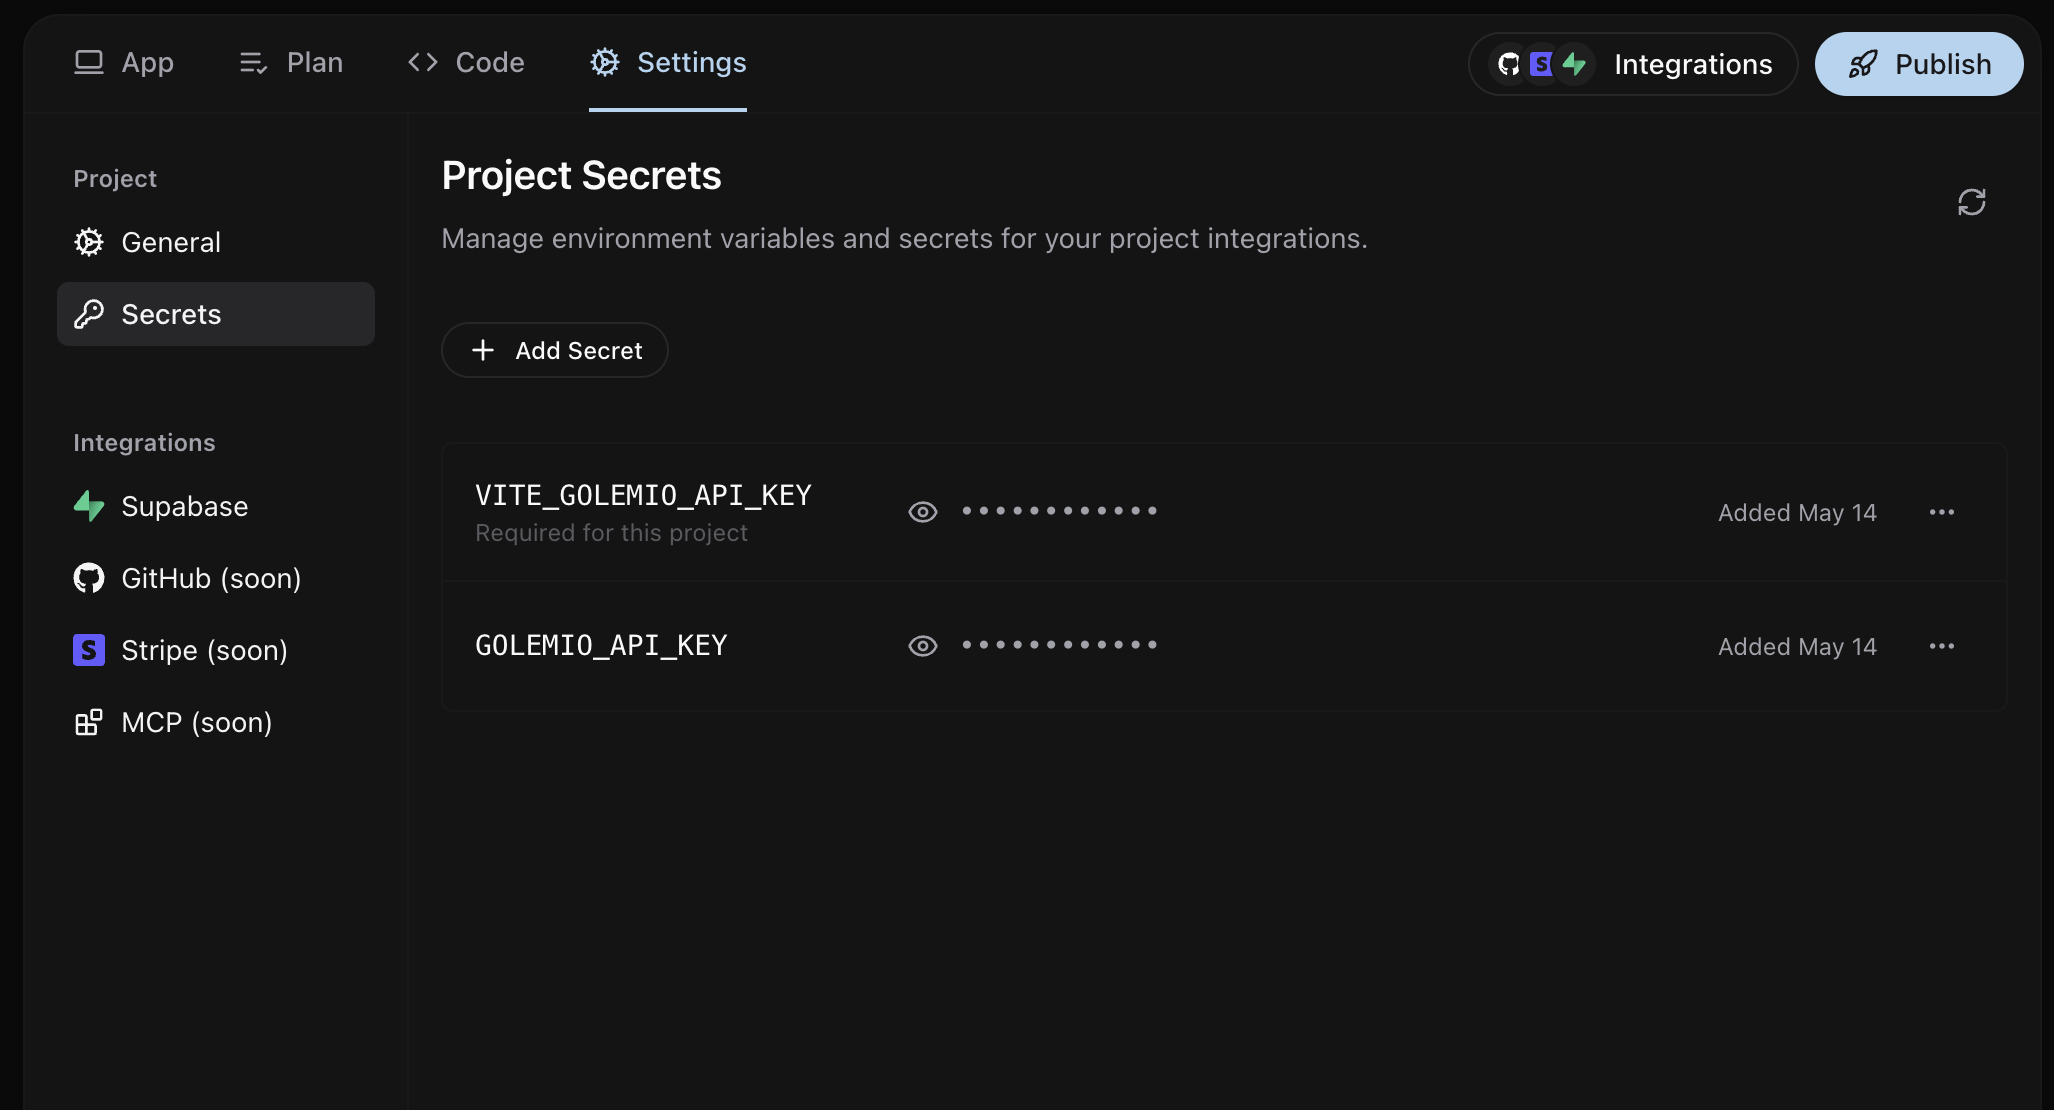 App
Plan
Code
Settings
Integrations
Publish
Project
General
Secrets
Integrations
Supabase
GitHub (soon)
Stripe (soon)
MCP (soon)
Project Secrets
Manage environment variables and secrets for your project integrations.
Add Secret
VITE_GOLEMIO_API_KEY
Required for this project
••••••••••••
Added May 14
GOLEMIO_API_KEY
••••••••••••
Added May 14